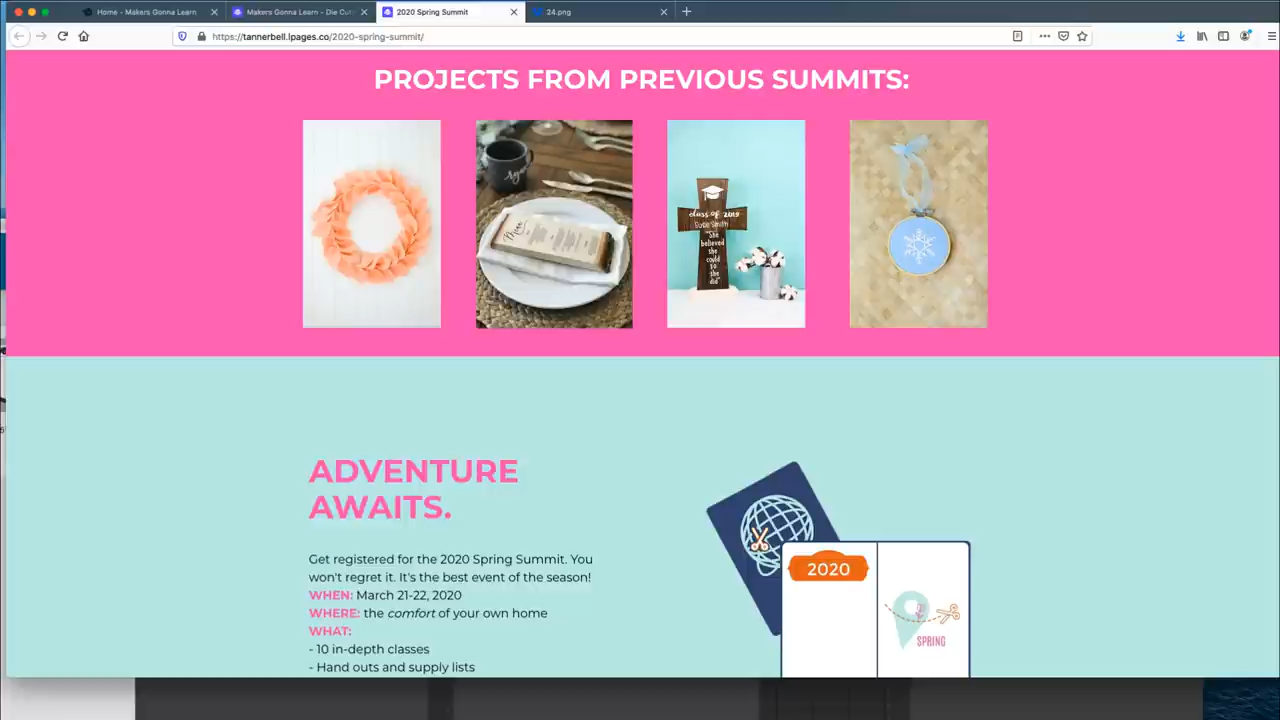 Home - Makers Gonna Learn
Makers Gonna Learn - Die Cut
2020 Spring Summit
24.png
https://tannerbell.lpages.co/2020-spring-summit/
PROJECTS FROM PREVIOUS SUMMITS:
class of 2019
Susie Smith
"She
believed
she
could
so
she
did"
ADVENTURE
AWAITS.
Get registered for the 2020 Spring Summit. You
won't regret it. It's the best event of the season!
WHEN: March 21-22, 2020
WHERE: the comfort of your own home
WHAT:
- 10 in-depth classes
- Hand outs and supply lists
2020
SPRING